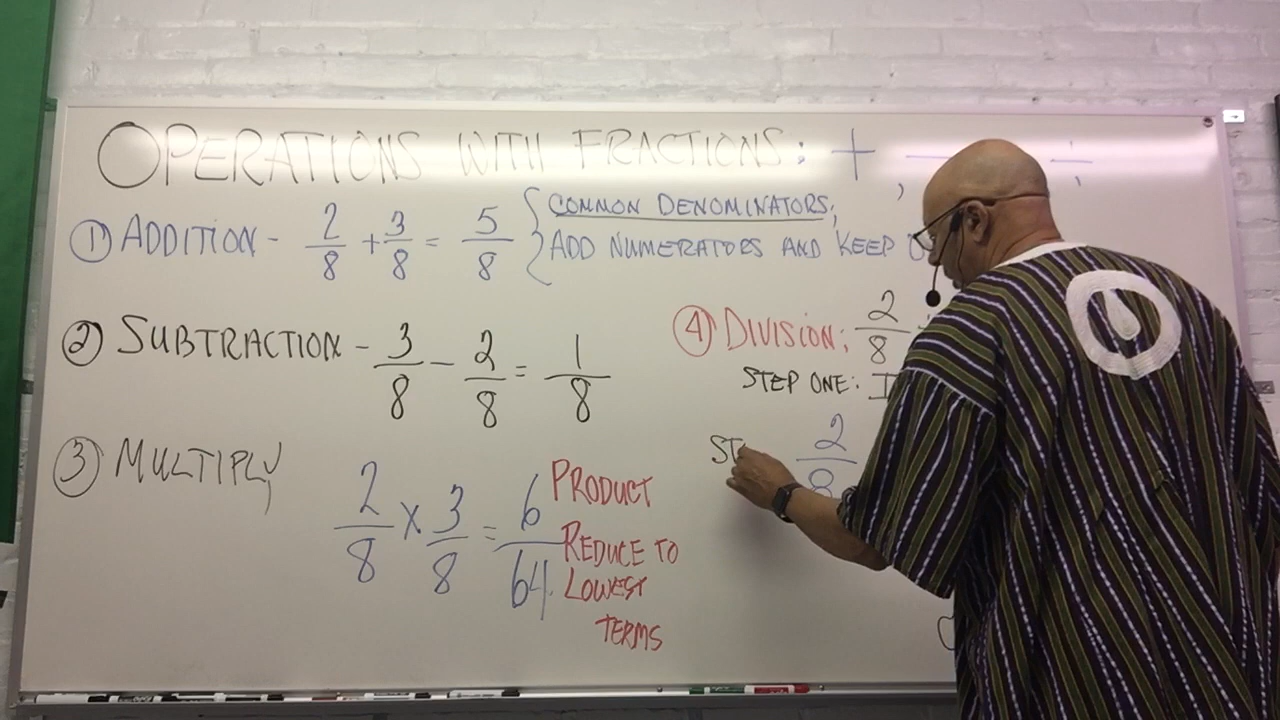 OPERATIONS WITH FRACTIONS: +, - ÷;
① ADDITION - 2/8 + 3/8 = 5/8 { COMMON DENOMINATORS;
ADD NUMERATORS AND KEEP
② SUBTRACTION - 3/8 - 2/8 = 1/8
③ MULTIPLY
2/8 x 3/8 = 6/64 PRODUCT
REDUCE TO
LOWEST
TERMS
④ DIVISION; 2/8
STEP ONE: I
ST 2/8